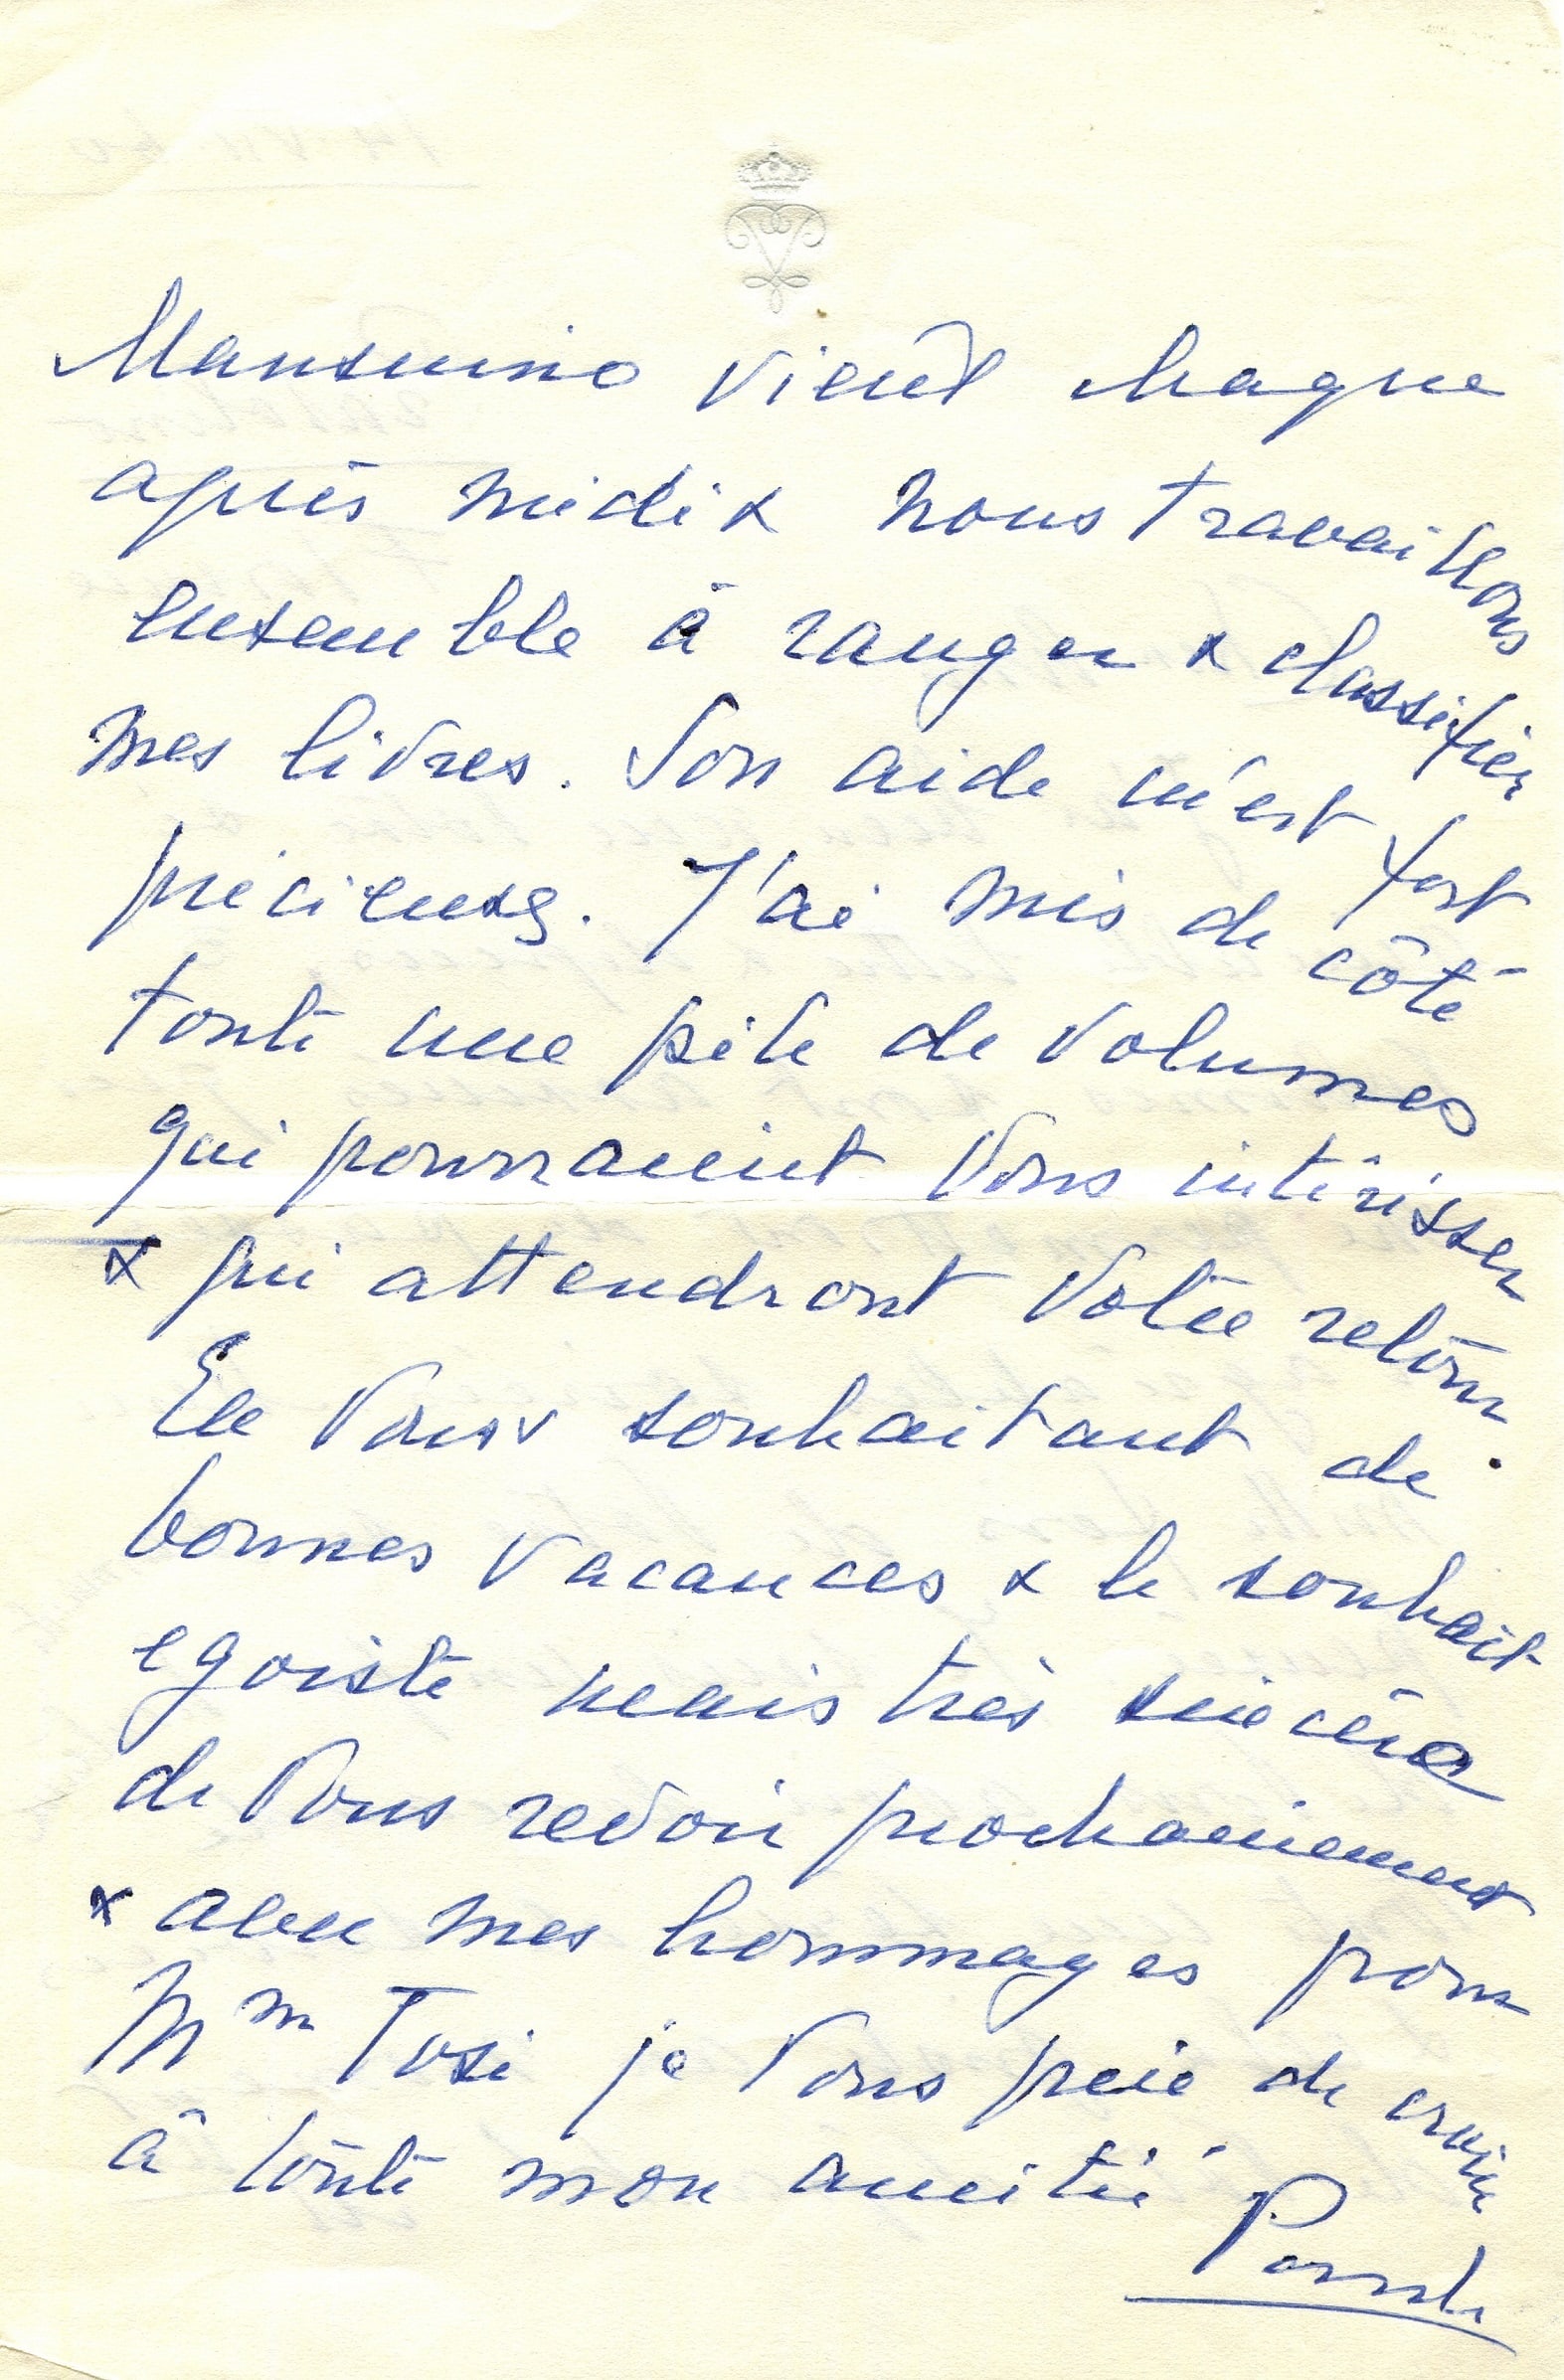 Mansuino vient chaque
après midi & nous travaillons
ensemble à ranger & classifier
mes livres. Son aide m'est fort
précieuse. J'ai mis de côté
toute une pile de volumes
qui pourraient Vous intéresser
& qui attendront Votre retour.
En Vous souhaitant de
bonnes vacances & le souhait
egoiste mais très sincère
de Vous revoir prochainement
& avec mes hommages pour
Mm Tosi je Vous prie de croire
à toute mon amitié